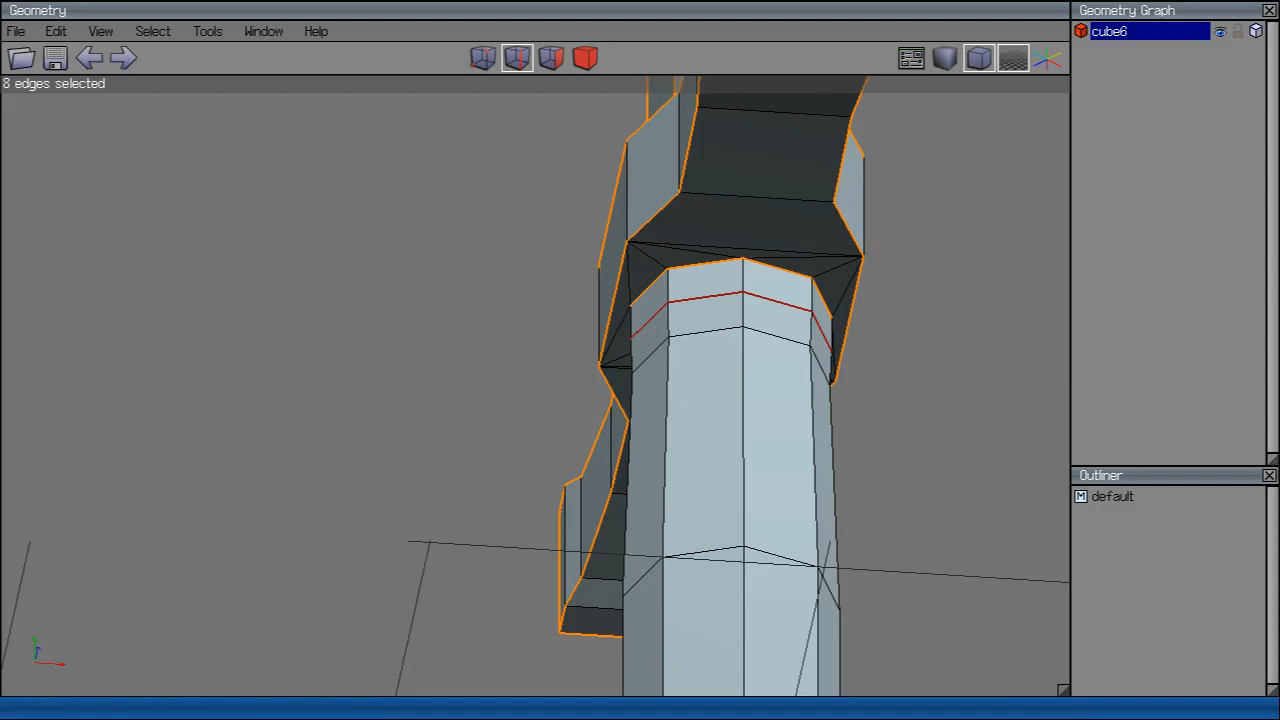 Geometry
File Edit View Select Tools Window Help
8 edges selected
Geometry Graph
cube6
Outliner
M default